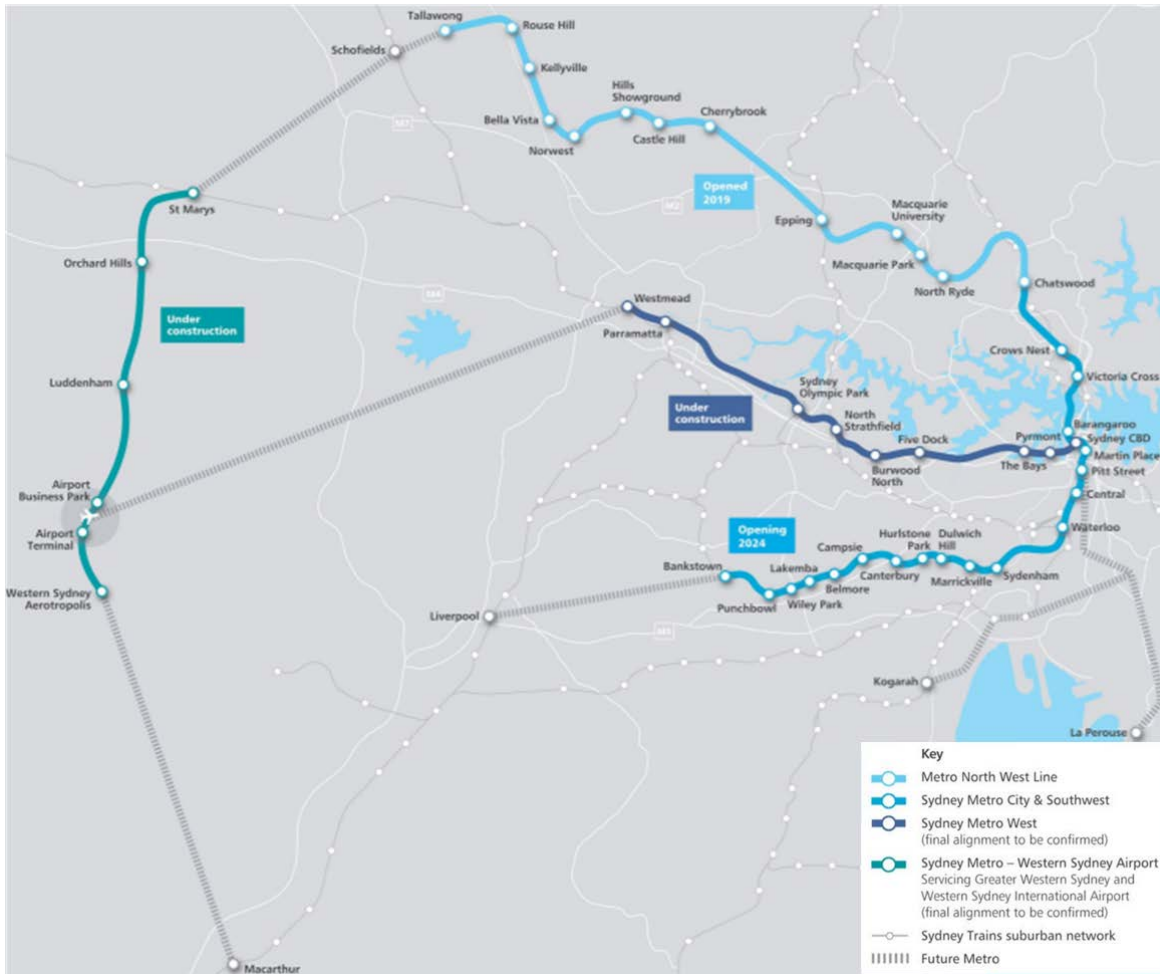 Tallawong
Rouse Hill
Schofields
Kellyville
Hills
Showground
Cherrybrook
Bella Vista
Castle Hill
Norwest
M7
Opened
2019
M2
St Marys
Macquarie
University
Epping
Orchard Hills
Macquarie Park
North Ryde
Chatswood
M4
Westmead
Under
construction
Parramatta
Crows Nest
Luddenham
Victoria Cross
Sydney
Olympic Park
Under
construction
North
Strathfield
Barangaroo
Five Dock
Pyrmont
Sydney CBD
Martin Place
The Bays
Burwood
North
Pitt Street
Airport
Business Park
Central
Airport
Terminal
Opening
2024
Waterloo
Hurlstone
Park
Dulwich
Hill
Campsie
Bankstown
Lakemba
Canterbury
Belmore
Marrickville
Sydenham
Western Sydney
Aerotropolis
Punchbowl
Wiley Park
Liverpool
M5
Kogarah
La Perouse
Macarthur
Key
Metro North West Line
Sydney Metro City & Southwest
Sydney Metro West
(final alignment to be confirmed)
Sydney Metro – Western Sydney Airport
Servicing Greater Western Sydney and
Western Sydney International Airport
(final alignment to be confirmed)
Sydney Trains suburban network
Future Metro